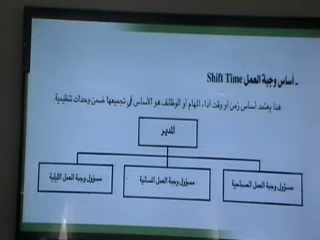 ـ أساس وجبة العمل Shift Time
هنا يعتمد اساس زمن أو وقت أداء المهام أو الوظائف هو الأساس في تجميعها ضمن وحدات تنظيمية
المدير
مسؤول وجبة العمل الصباحية
مسؤول وجبة العمل المسائية
مسؤول وجبة العمل الليلية